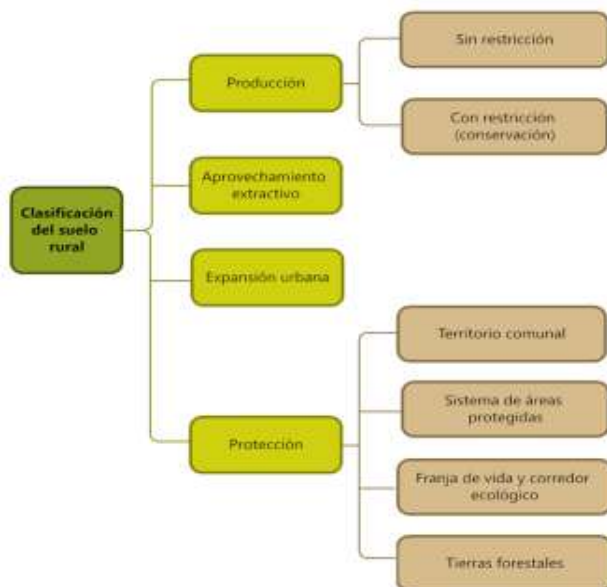 Clasificación
del suelo
rural
Producción
Sin restricción
Con restricción
(conservación)
Aprovechamiento
extractivo
Expansión urbana
Protección
Territorio comunal
Sistema de áreas
protegidas
Franja de vida y corredor
ecológico
Tierras forestales